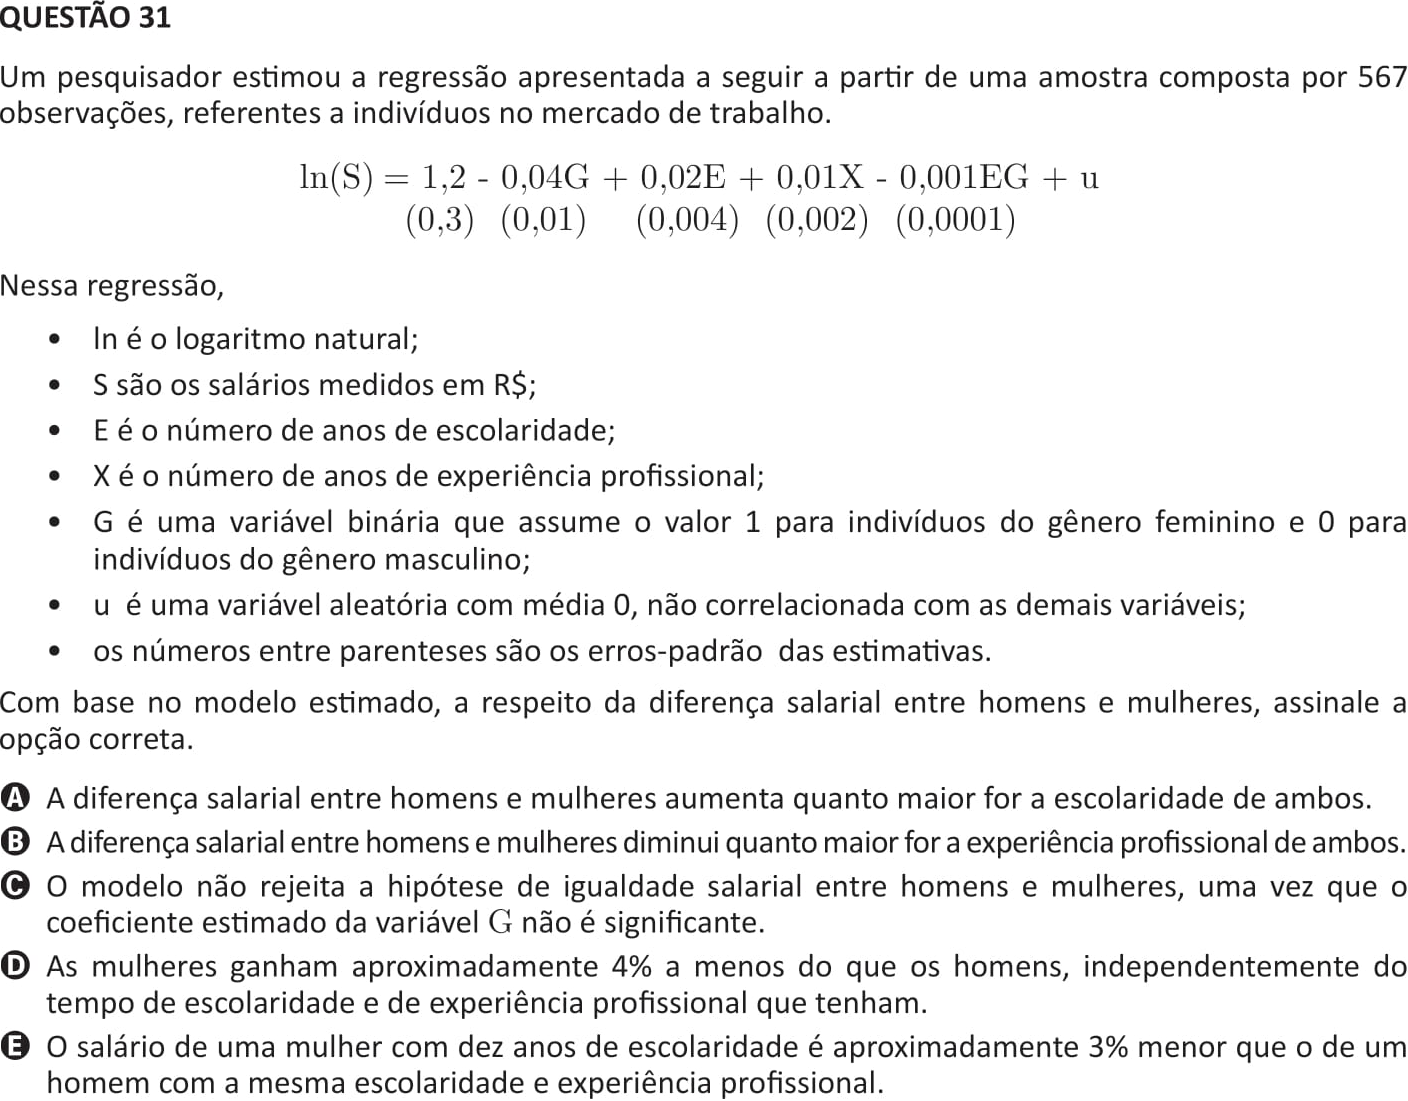 QUESTÃO 31
Um pesquisador estimou a regressão apresentada a seguir a partir de uma amostra composta por 567
observações, referentes a indivíduos no mercado de trabalho.
ln(S) = 1,2 - 0,04G + 0,02E + 0,01X - 0,001EG + u
(0,3) (0,01) (0,004) (0,002) (0,0001)
Nessa regressão,
• ln é o logaritmo natural;
• S são os salários medidos em R$;
• E é o número de anos de escolaridade;
• X é o número de anos de experiência profissional;
• G é uma variável binária que assume o valor 1 para indivíduos do gênero feminino e 0 para
indivíduos do gênero masculino;
• u é uma variável aleatória com média 0, não correlacionada com as demais variáveis;
• os números entre parenteses são os erros-padrão das estimativas.
Com base no modelo estimado, a respeito da diferença salarial entre homens e mulheres, assinale a
opção correta.
A A diferença salarial entre homens e mulheres aumenta quanto maior for a escolaridade de ambos.
B A diferença salarial entre homens e mulheres diminui quanto maior for a experiência profissional de ambos.
C O modelo não rejeita a hipótese de igualdade salarial entre homens e mulheres, uma vez que o
coeficiente estimado da variável G não é significante.
D As mulheres ganham aproximadamente 4% a menos do que os homens, independentemente do
tempo de escolaridade e de experiência profissional que tenham.
E O salário de uma mulher com dez anos de escolaridade é aproximadamente 3% menor que o de um
homem com a mesma escolaridade e experiência profissional.